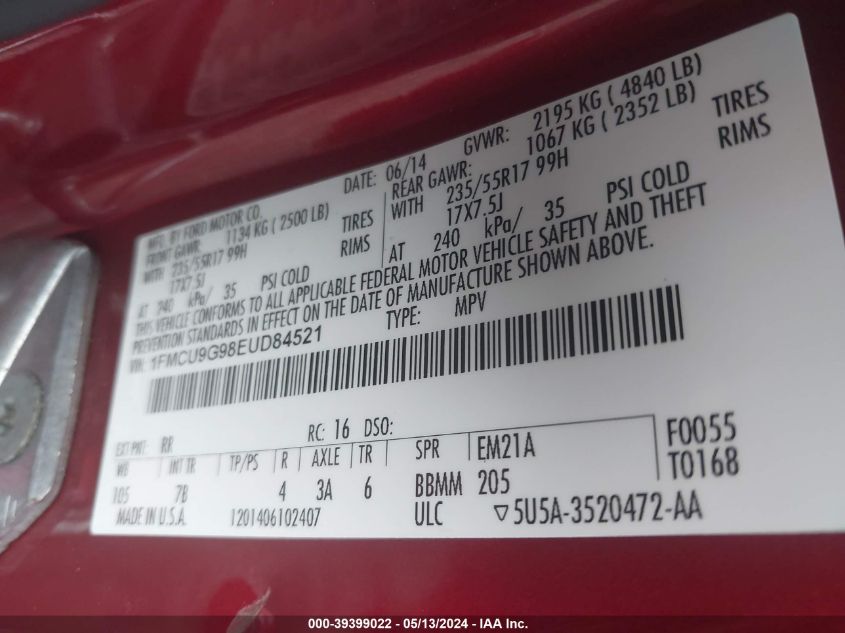 MFG. BY FORD MOTOR CO. DATE: 06/14 GVWR: 2195 KG ( 4840 LB)
FRONT GAWR: 1134 KG ( 2500 LB) REAR GAWR: 1067 KG ( 2352 LB)
WITH 235/55R17 99H TIRES WITH 235/55R17 99H TIRES
17X7.5J RIMS 17X7.5J RIMS
AT 240 kPa/ 35 PSI COLD AT 240 kPa/ 35 PSI COLD
THIS VEHICLE CONFORMS TO ALL APPLICABLE FEDERAL MOTOR VEHICLE SAFETY AND THEFT
PREVENTION STANDARDS IN EFFECT ON THE DATE OF MANUFACTURE SHOWN ABOVE.
VIN: 1FMCU9G98EUD84521 TYPE: MPV
EXT PNT: RR RC: 16 DSO:
WB INT TR TP/PS R AXLE TR SPR EM21A F0055
105 7B 4 3A 6 BBMM 205 T0168
MADE IN U.S.A. 1201406102407 ULC ▽5U5A-3520472-AA
000-39399022 - 05/13/2024 - IAA Inc.